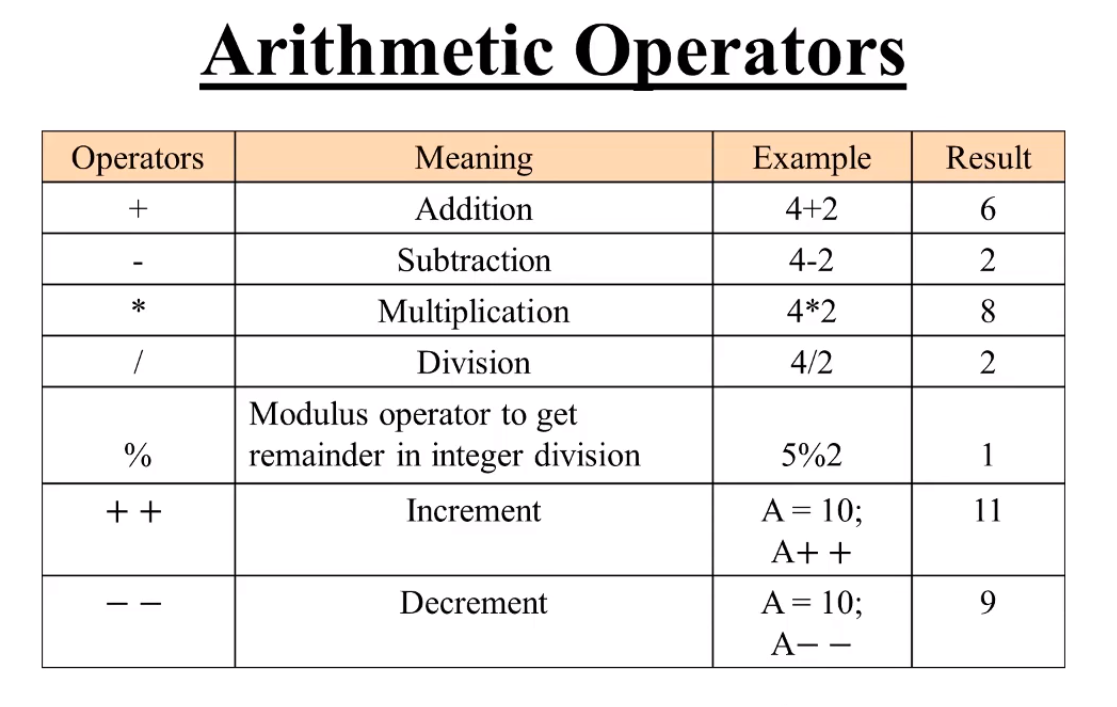 Arithmetic Operators
Operators Meaning Example Result
+ Addition 4+2 6
- Subtraction 4-2 2
* Multiplication 4*2 8
/ Division 4/2 2
Modulus operator to get
% remainder in integer division 5%2 1
+ + Increment A = 10; 11
A+ +
− − Decrement A = 10; 9
A− −